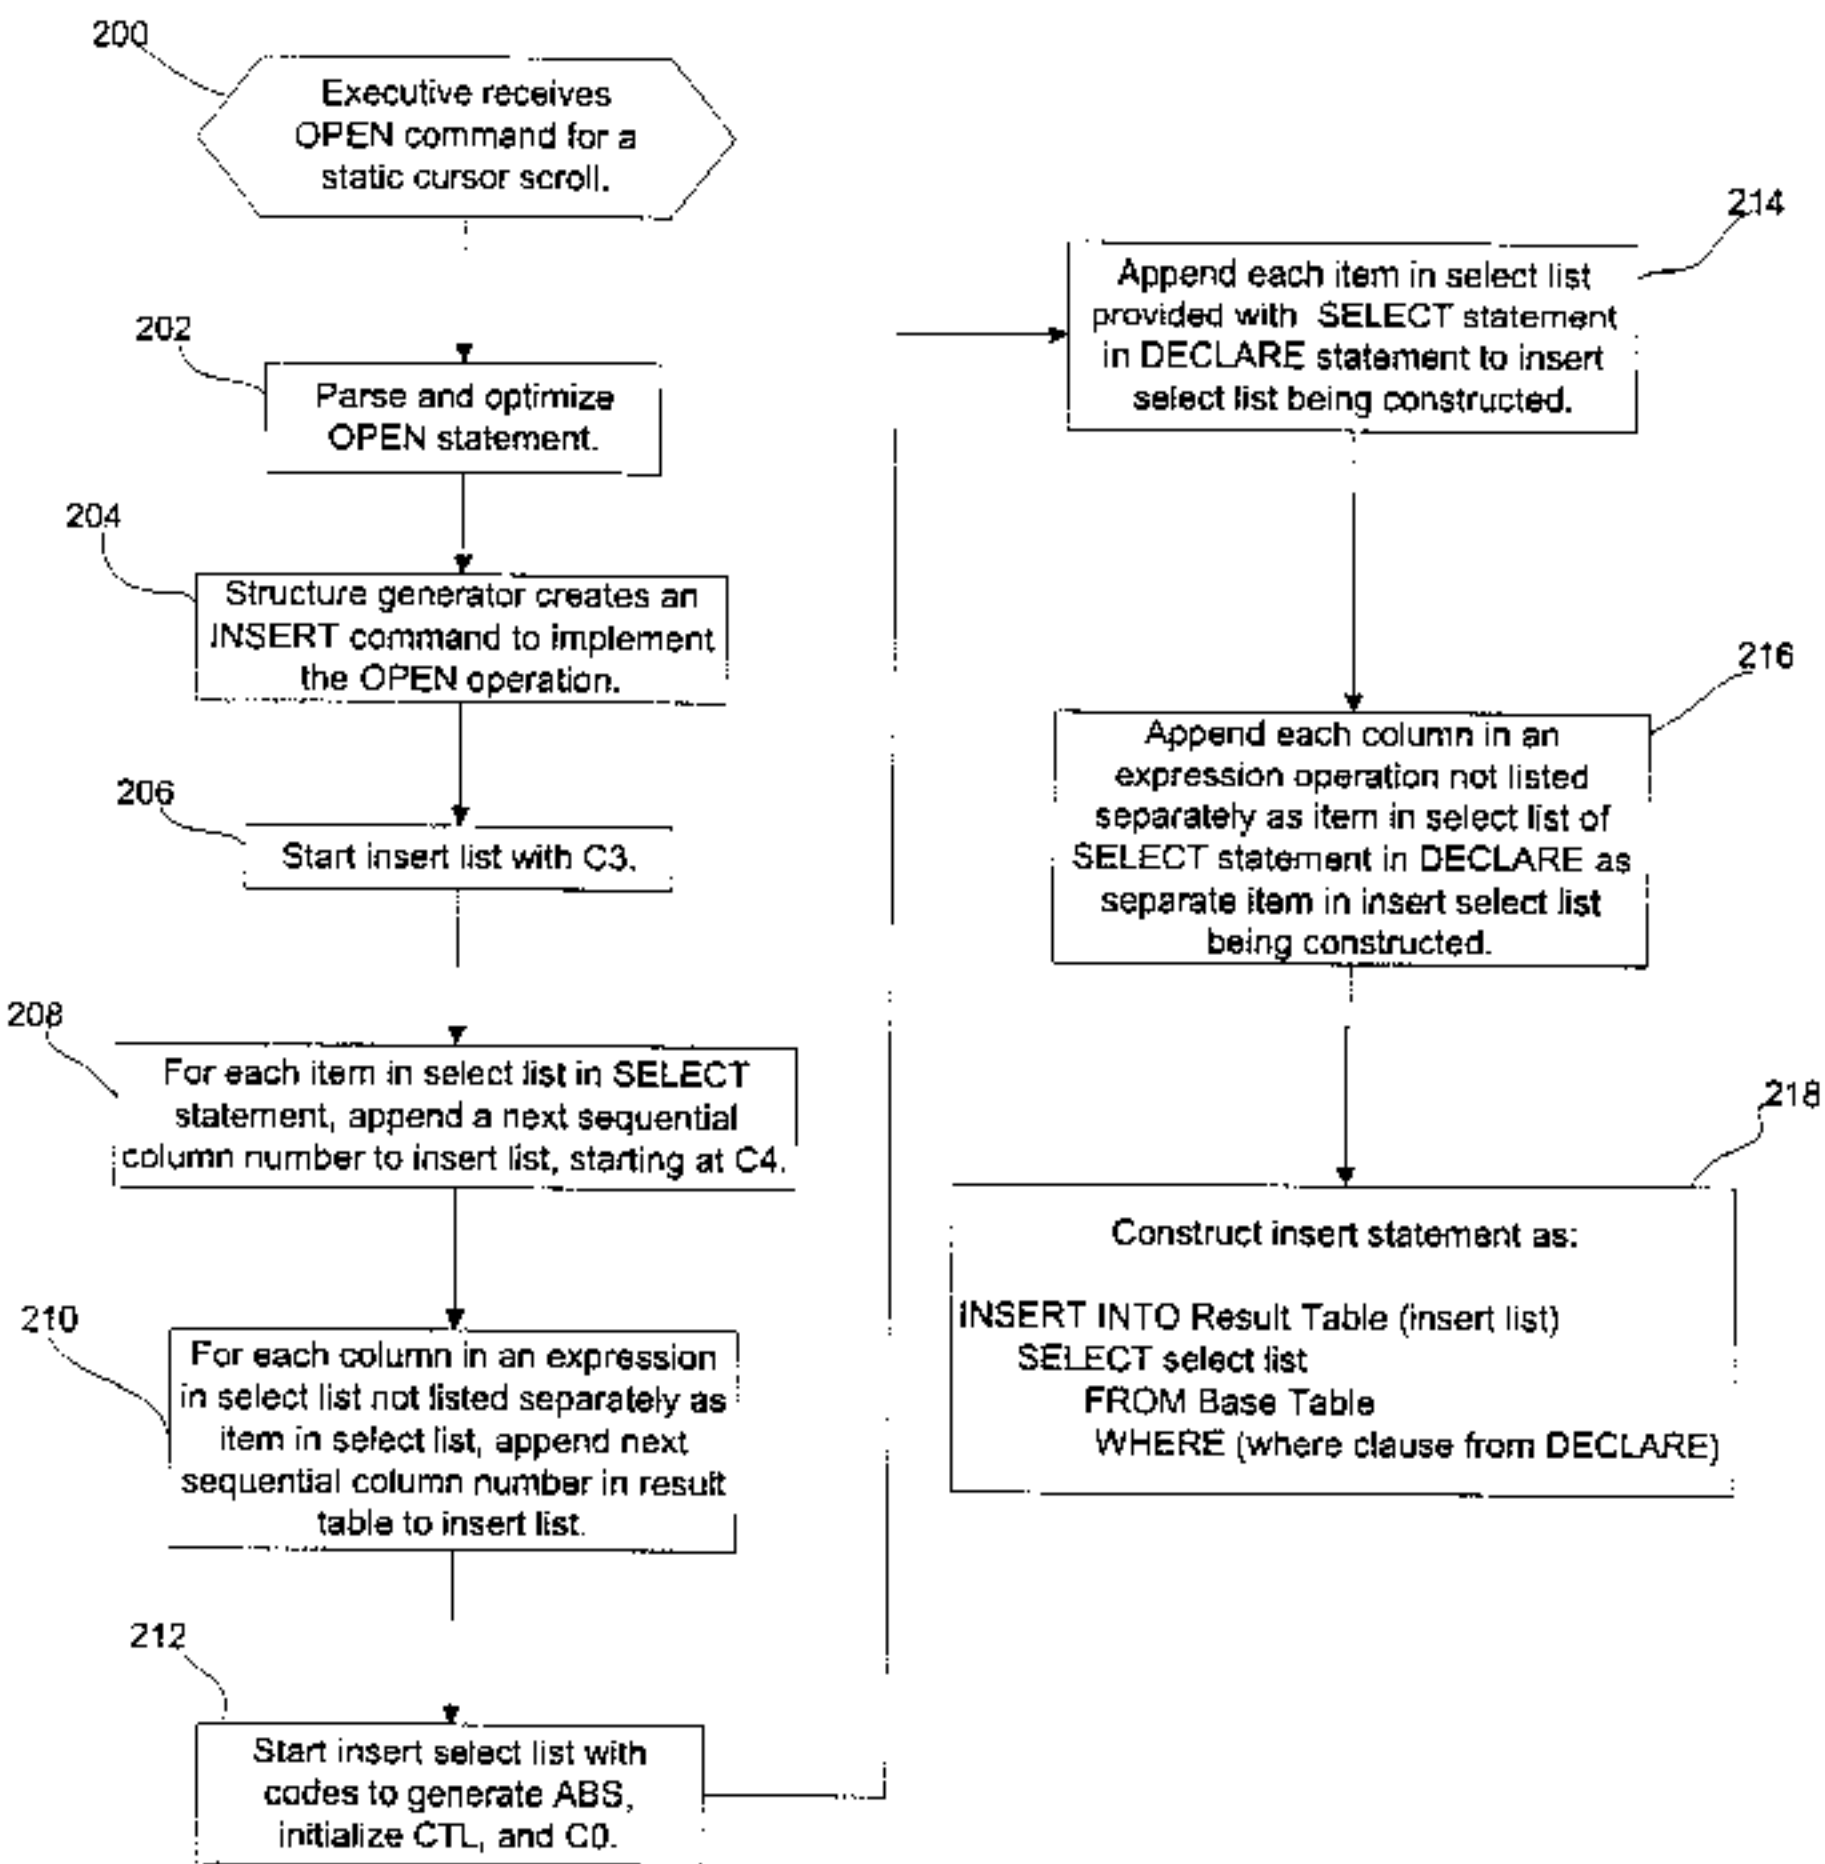 200
Executive receives
OPEN command for a
static cursor scroll.
202
Parse and optimize
OPEN statement.
204
Structure generator creates an
INSERT command to implement
the OPEN operation.
206
Start insert list with C3.
208
For each item in select list in SELECT
statement, append a next sequential
column number to insert list, starting at C4.
210
For each column in an expression
in select list not listed separately as
item in select list, append next
sequential column number in result
table to insert list.
212
Start insert select list with
codes to generate ABS,
initialize CTL, and C0.
214
Append each item in select list
provided with SELECT statement
in DECLARE statement to insert
select list being constructed.
216
Append each column in an
expression operation not listed
separately as item in select list of
SELECT statement in DECLARE as
separate item in insert select list
being constructed.
218
Construct insert statement as:
INSERT INTO Result Table (insert list)
SELECT select list
FROM Base Table
WHERE (where clause from DECLARE)